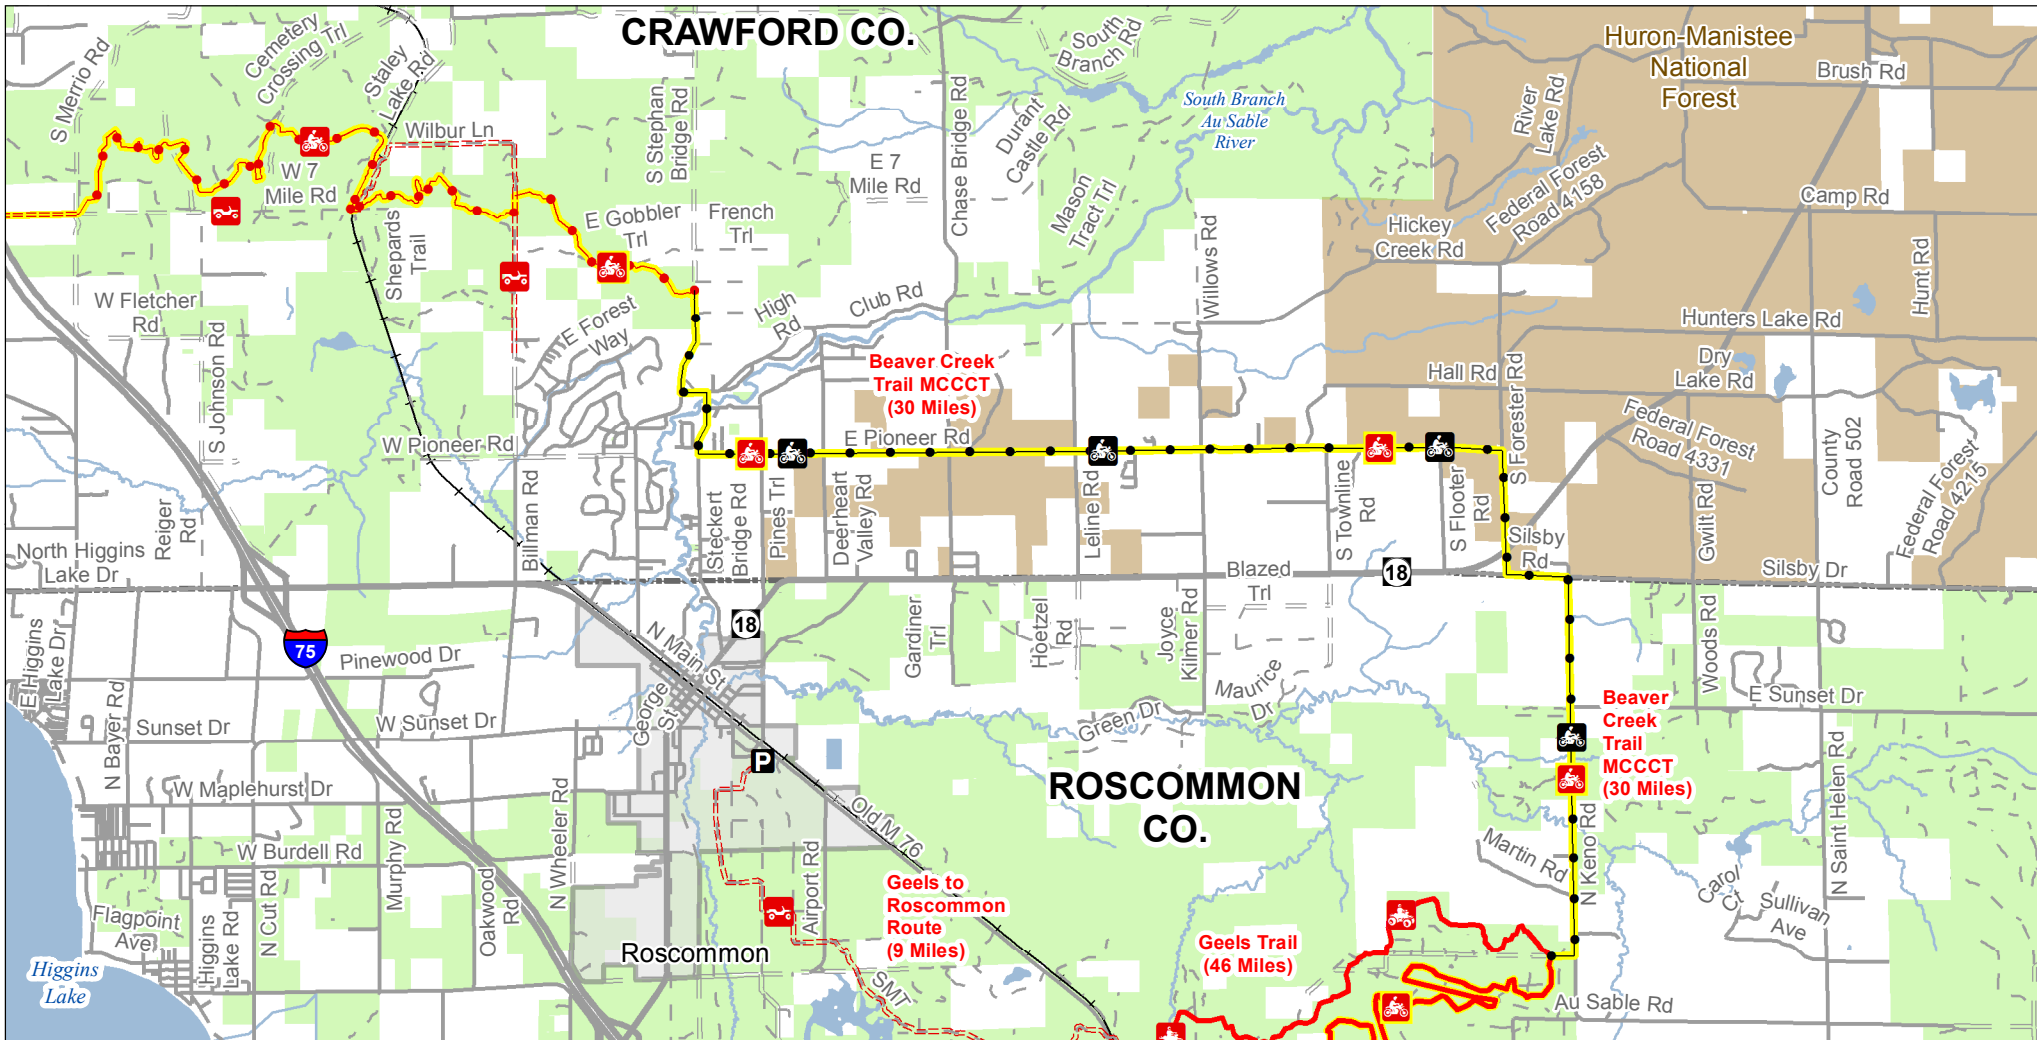 CRAWFORD CO.
Huron-Manistee
National
Forest
S Merrio Rd
Cemetery
Crossing Trl
Staley
Lake Rd
Wilbur Ln
S Stephan
Bridge Rd
Chase Bridge Rd
S South
Branch Rd
Durant
Castle Rd
South Branch
Au Sable
River
River
Lake Rd
Brush Rd
W 7
Mile Rd
E 7
Mile Rd
Mason
Tract Trl
Federal Forest
Road 4158
Camp Rd
Shepards
Trail
E Gobbler
Trl
French
Trl
Willows Rd
Hickey
Creek Rd
Hunt Rd
W Fletcher
Rd
S Johnson Rd
E Forest
Way
High
Rd
Club Rd
Hunters Lake Rd
Beaver Creek
Trail MCCCT
(30 Miles)
Hall Rd
S Forester Rd
Dry
Lake Rd
W Pioneer Rd
E Pioneer Rd
Federal Forest
Road 4331
County
Road 502
Federal Forest
Road 4215
Reiger
Rd
Billman Rd
Steckert
Bridge Rd
Pines Trl
Deerheart
Valley Rd
Leline Rd
S Townline
Rd
S Flooter
Rd
Silsby
Rd
Gwilt Rd
North Higgins
Lake Dr
Blazed
Trl
18
Silsby Dr
E Higgins
Lake Dr
75
Pinewood Dr
18
N Main St
George
St
Gardiner
Trl
Hoetzel
Rd
Joyce
Kilmer Rd
Maurice
Dr
Woods Rd
E Sunset Dr
N Bayer Rd
Sunset Dr
W Sunset Dr
Green Dr
Beaver
Creek
Trail
MCCCT
(30 Miles)
P
W Maplehurst Dr
N Wheeler Rd
ROSCOMMON
CO.
N Saint Helen Rd
W Burdell Rd
Murphy Rd
Old M 76
Airport Rd
Martin Rd
N Keno Rd
Carol
Ct
Sullivan
Ave
Flagpoint
Ave
Higgins
Lake Rd
N Cut Rd
Oakwood
Rd
Geels to
Roscommon
Route
(9 Miles)
Roscommon
Geels Trail
(46 Miles)
Higgins
Lake
SMT
Au Sable Rd